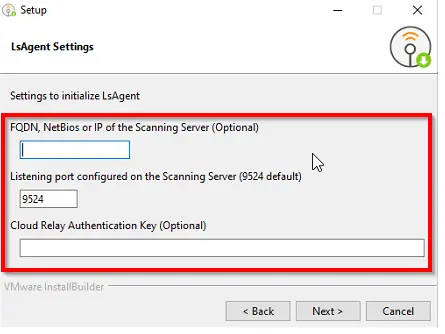 Setup
LsAgent Settings
Settings to initialize LsAgent
FQDN, NetBios or IP of the Scanning Server (Optional)
Listening port configured on the Scanning Server (9524 default)
9524
Cloud Relay Authentication Key (Optional)
VMware InstallBuilder
< Back
Next >
Cancel